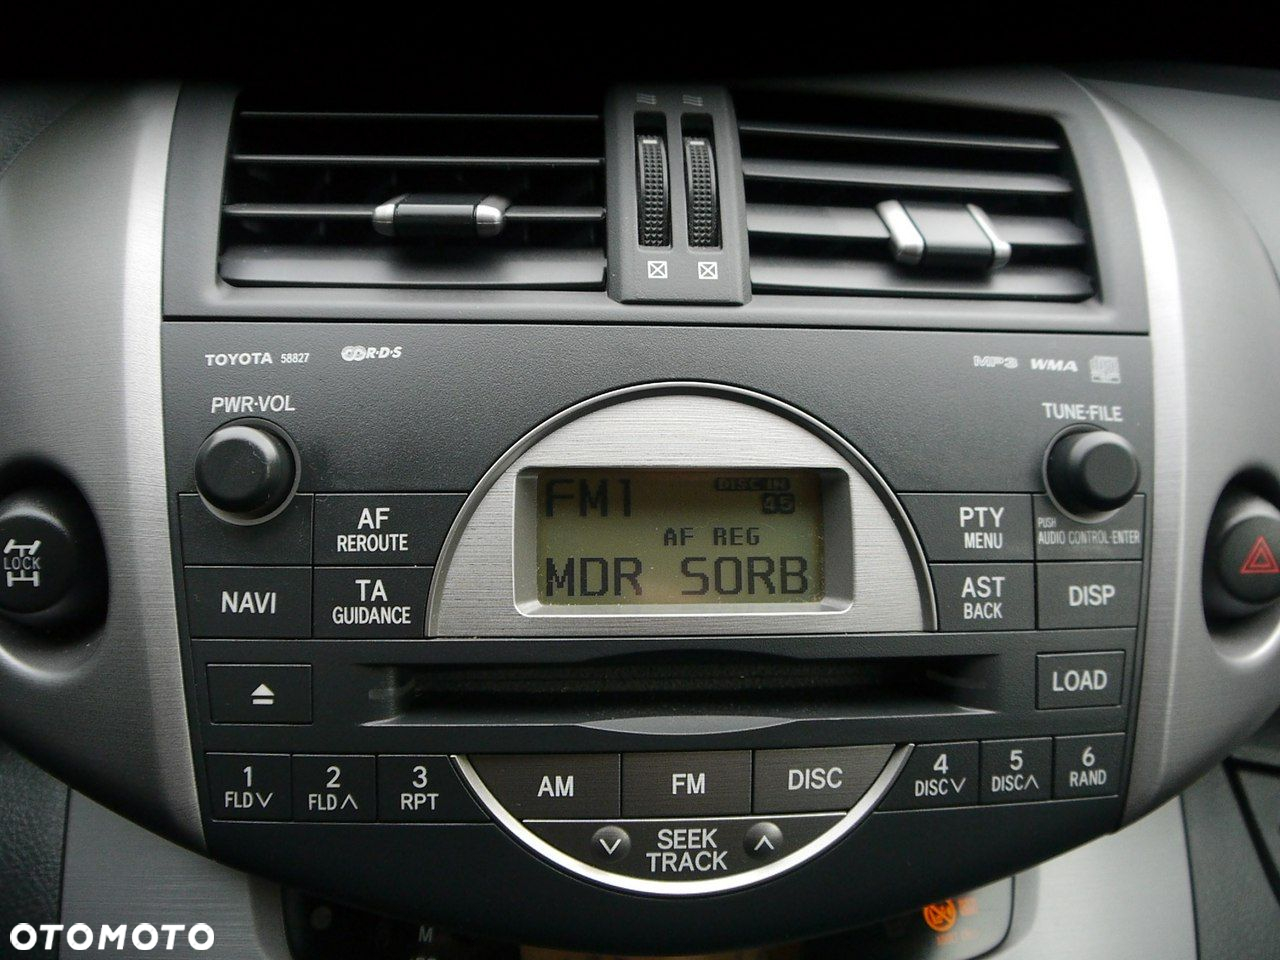 TOYOTA 58827
R·D·S
MP3 WMA
PWR·VOL
TUNE·FILE
FM1
DISC IN
45
AF REG
MDR SORB
AF
REROUTE
PTY
MENU
PUSH
AUDIO CONTROL·ENTER
LOCK
NAVI
TA
GUIDANCE
AST
BACK
DISP
LOAD
1
FLD ∨
2
FLD ∧
3
RPT
AM
FM
DISC
4
DISC ∨
5
DISC ∧
6
RAND
∨ SEEK ∧
TRACK
OTOMOTO
M